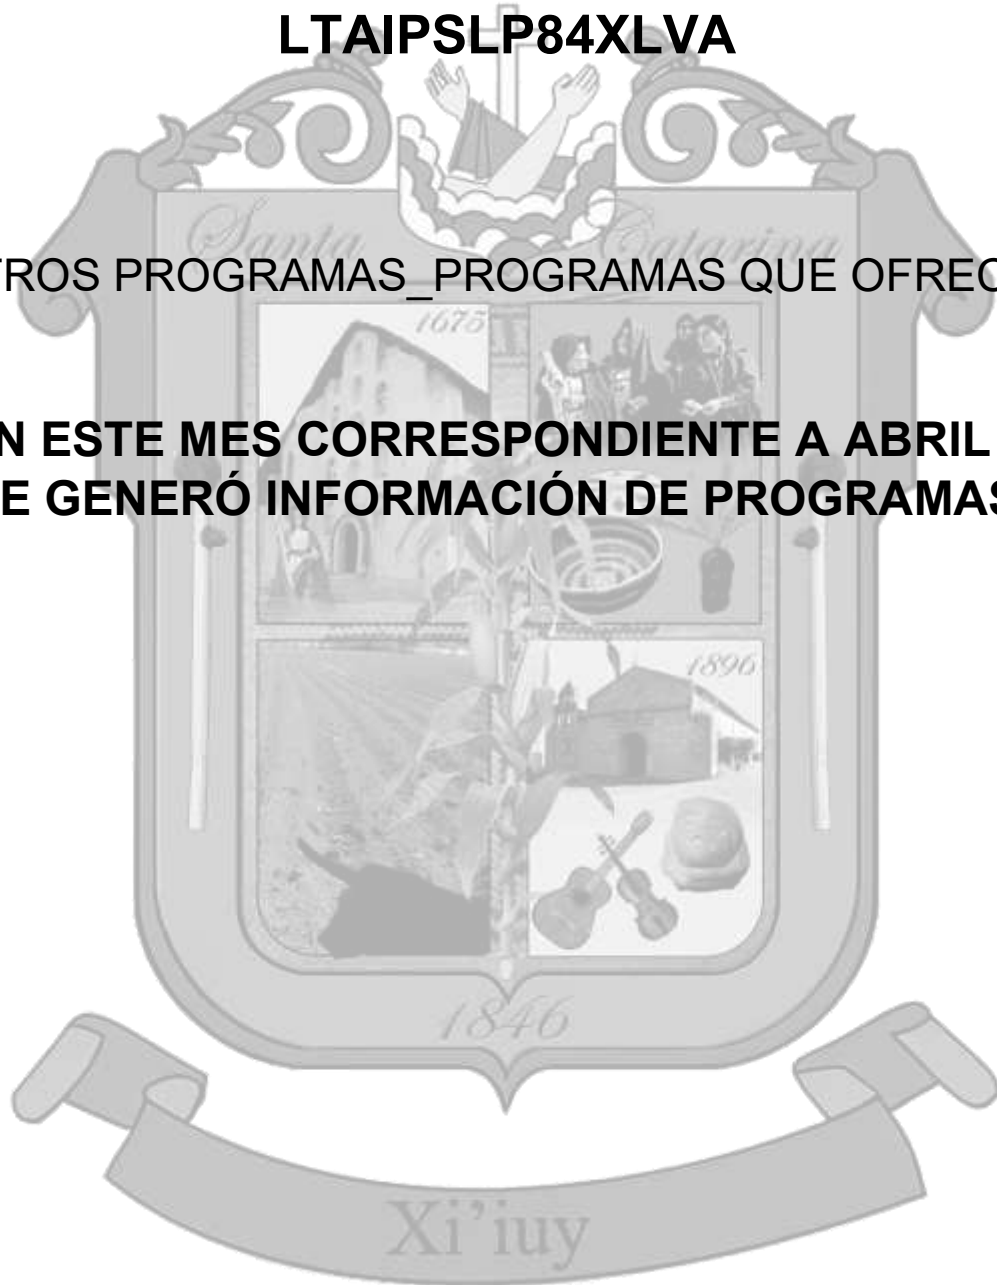 LTAIPSLP84XLVA
Santa Catarina
TROS PROGRAMAS_PROGRAMAS QUE OFREC
1675
N ESTE MES CORRESPONDIENTE A ABRIL
E GENERÓ INFORMACIÓN DE PROGRAMAS
1896
1846
Xi'iuy